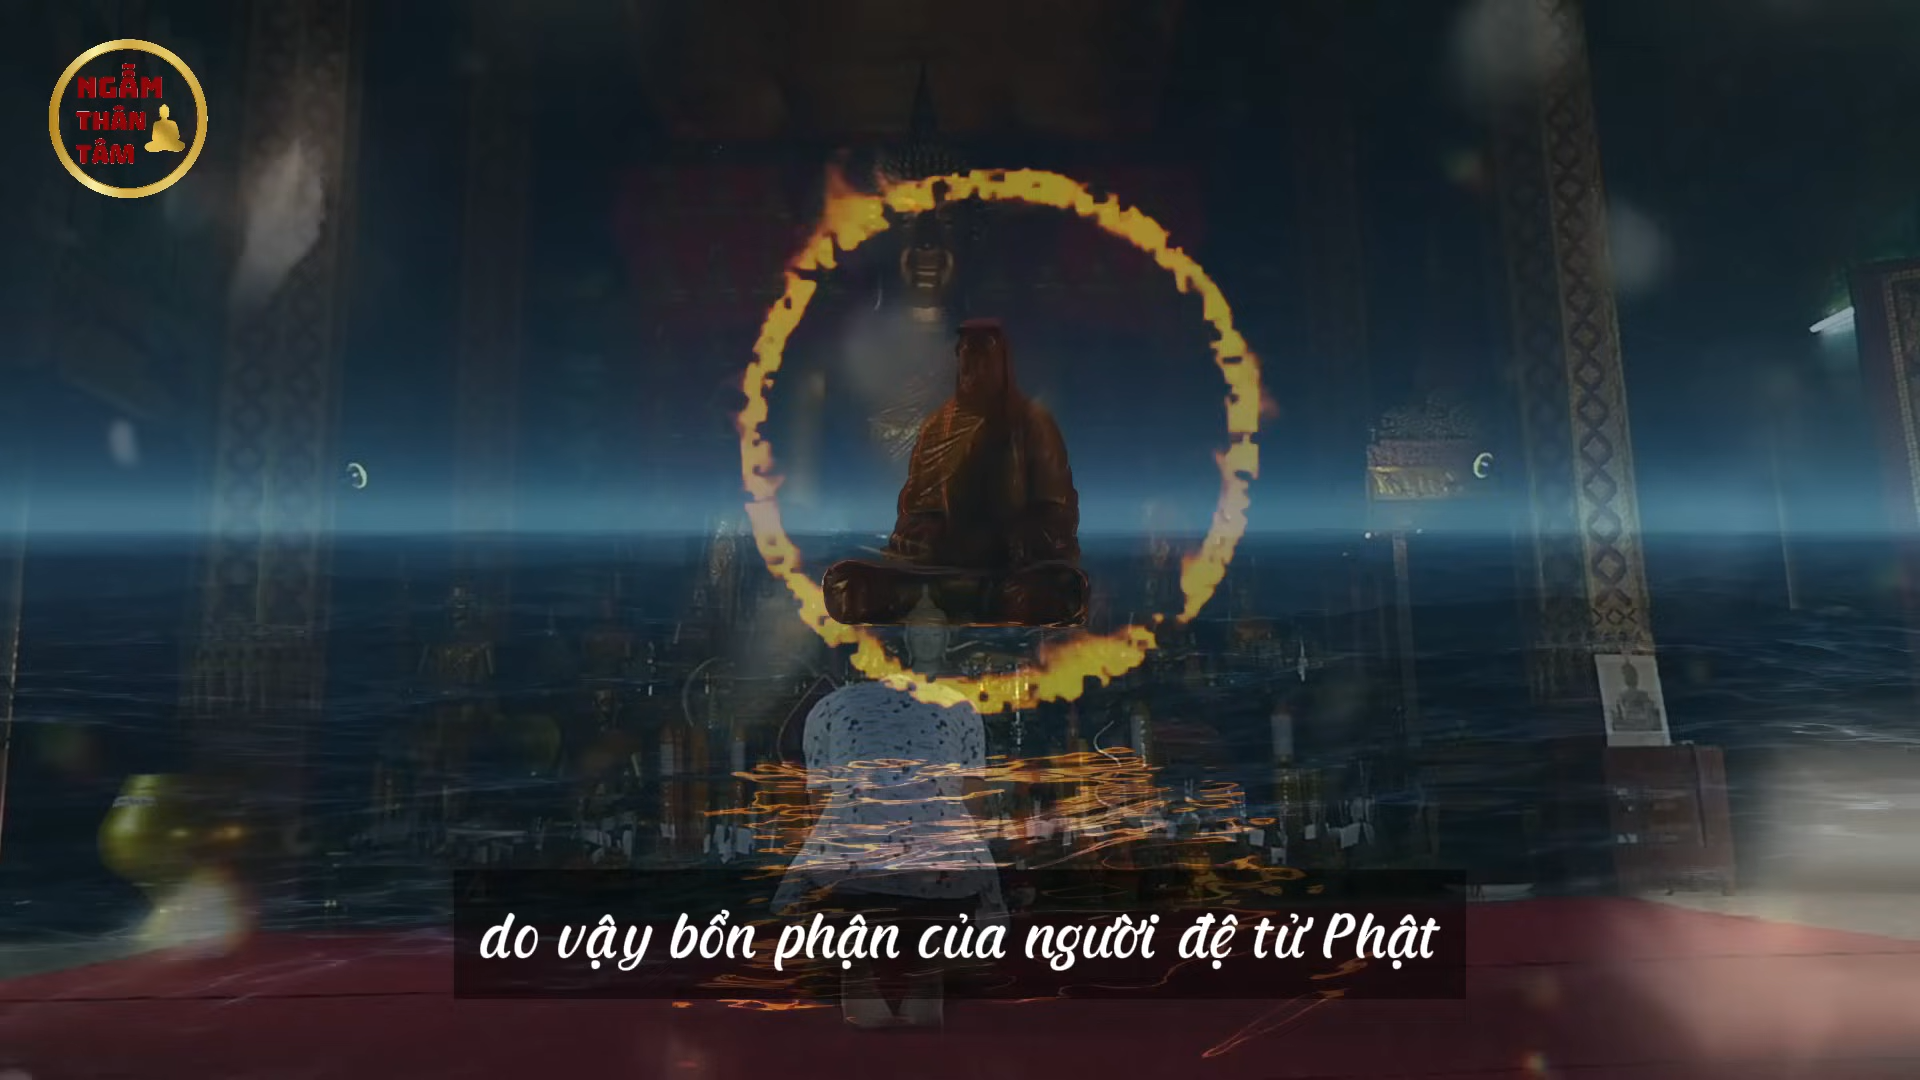 NGẪM
THÂN
TÂM
do vậy bổn phận của người đệ tử Phật